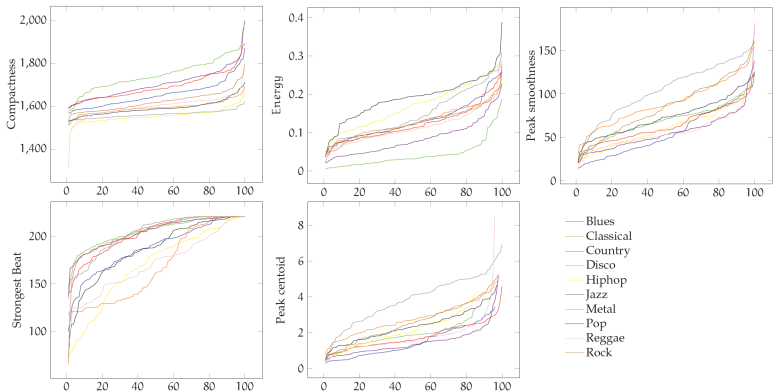 2,000
1,800
1,600
1,400
Compactness
0 20 40 60 80 100
0.4
0.3
0.2
0.1
0
Energy
0 20 40 60 80 100
150
100
50
0
Peak smoothness
0 20 40 60 80 100
200
150
100
Strongest Beat
0 20 40 60 80 100
8
6
4
2
0
Peak centoid
0 20 40 60 80 100
Blues
Classical
Country
Disco
Hiphop
Jazz
Metal
Pop
Reggae
Rock